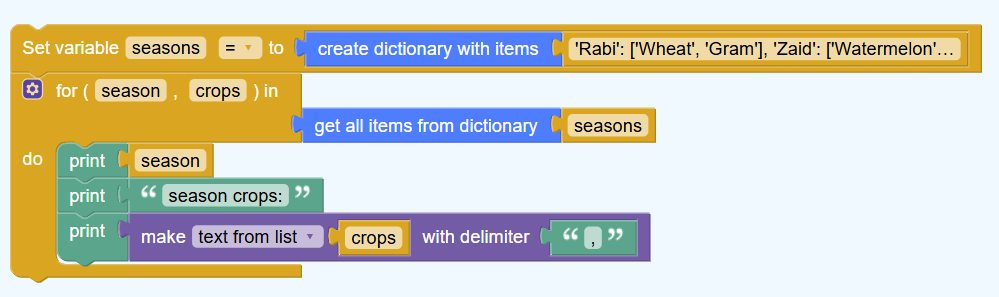 Set variable seasons = to create dictionary with items 'Rabi': ['Wheat', 'Gram'], 'Zaid': ['Watermelon'...
for ( season , crops ) in
get all items from dictionary seasons
do print season
print “ season crops: ”
print make text from list crops with delimiter “ , ”